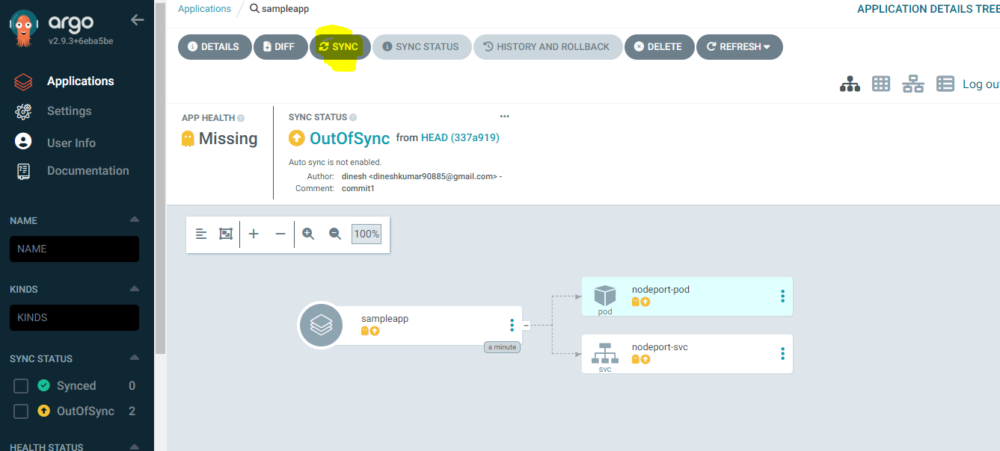 argo
v2.9.3+6eba5be
Applications
Settings
User Info
Documentation
NAME
NAME
KINDS
KINDS
SYNC STATUS
Synced 0
OutOfSync 2
HEALTH STATUS
Applications sampleapp
APPLICATION DETAILS TREE
DETAILS DIFF SYNC SYNC STATUS HISTORY AND ROLLBACK DELETE REFRESH
Log out
APP HEALTH
Missing
SYNC STATUS
OutOfSync from HEAD (337a919)
Auto sync is not enabled.
Author: dinesh <dineshkumar90885@gmail.com> -
Comment: commit1
100%
sampleapp
a minute
nodeport-pod
pod
nodeport-svc
svc